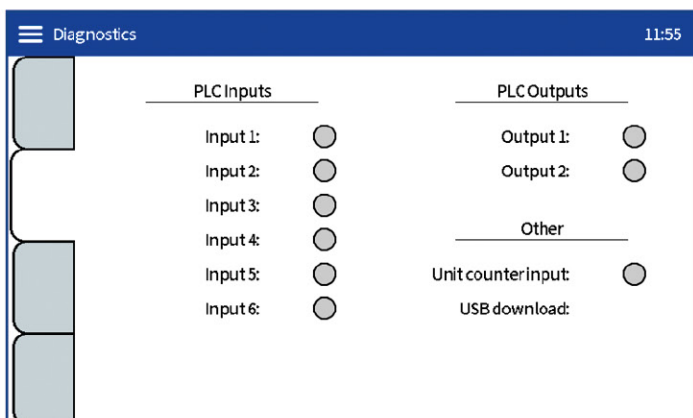 Diagnostics 11:55
PLC Inputs
Input 1:
Input 2:
Input 3:
Input 4:
Input 5:
Input 6:
PLC Outputs
Output 1:
Output 2:
Other
Unit counter input:
USB download: